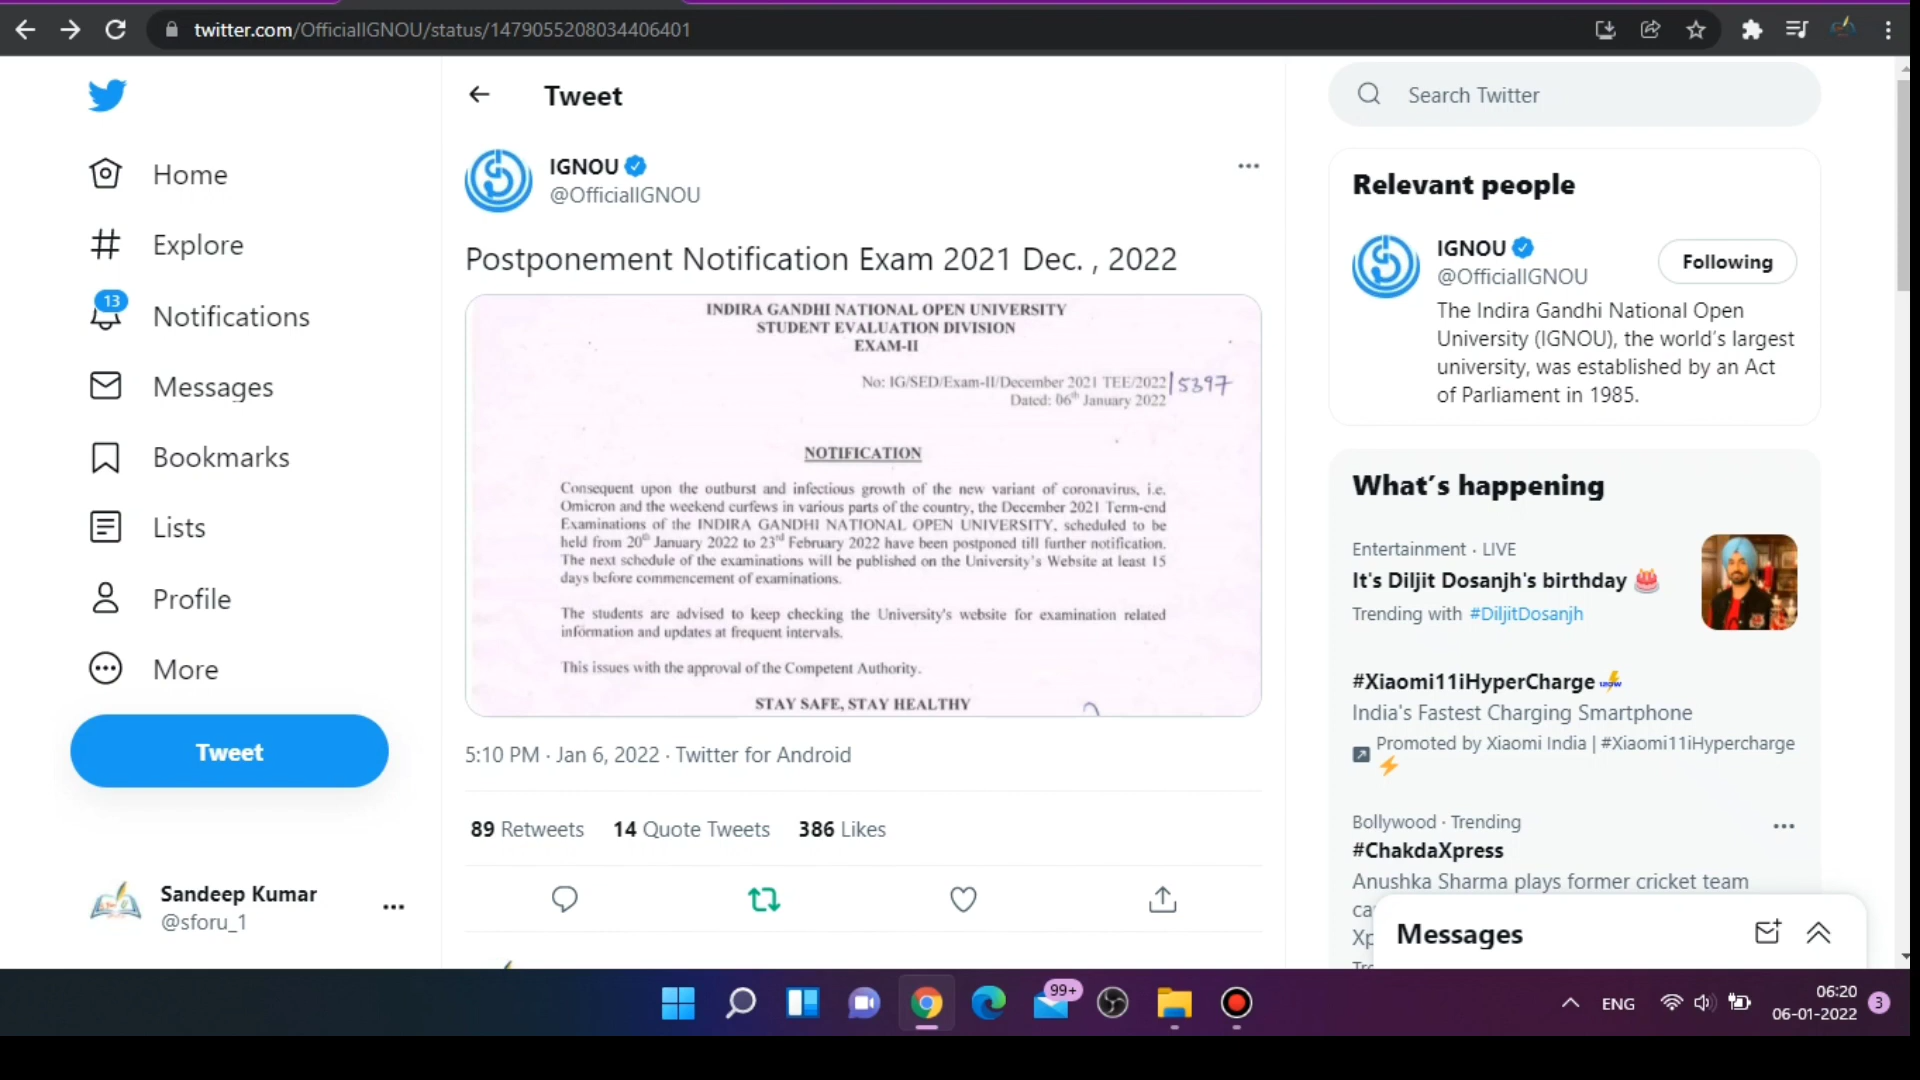 twitter.com/OfficialIGNOU/status/1479055208034406401
Home
Explore
13
Notifications
Messages
Bookmarks
Lists
Profile
More
Tweet
Sandeep Kumar
@sforu_1
Tweet
IGNOU
@OfficialIGNOU
Postponement Notification Exam 2021 Dec. , 2022
INDIRA GANDHI NATIONAL OPEN UNIVERSITY
STUDENT EVALUATION DIVISION
EXAM-II
No: IG/SED/Exam-II/December 2021 TEE/2022/5397
Dated: 06th January 2022
NOTIFICATION
Consequent upon the outburst and infectious growth of the new variant of coronavirus, i.e.
Omicron and the weekend curfews in various parts of the country, the December 2021 Term-end
Examinations of the INDIRA GANDHI NATIONAL OPEN UNIVERSITY, scheduled to be
held from 20th January 2022 to 23rd February 2022 have been postponed till further notification.
The next schedule of the examinations will be published on the University's Website at least 15
days before commencement of examinations.
The students are advised to keep checking the University's website for examination related
information and updates at frequent intervals.
This issues with the approval of the Competent Authority.
STAY SAFE, STAY HEALTHY
5:10 PM · Jan 6, 2022 · Twitter for Android
89 Retweets 14 Quote Tweets 386 Likes
Search Twitter
Relevant people
IGNOU
@OfficialIGNOU
Following
The Indira Gandhi National Open
University (IGNOU), the world's largest
university, was established by an Act
of Parliament in 1985.
What's happening
Entertainment · LIVE
It's Diljit Dosanjh's birthday
Trending with #DiljitDosanjh
#Xiaomi11iHyperCharge
India's Fastest Charging Smartphone
Promoted by Xiaomi India | #Xiaomi11iHypercharge
Bollywood · Trending
#ChakdaXpress
Anushka Sharma plays former cricket team
ca
Xp
Messages
99+
ENG
06:20
06-01-2022
3